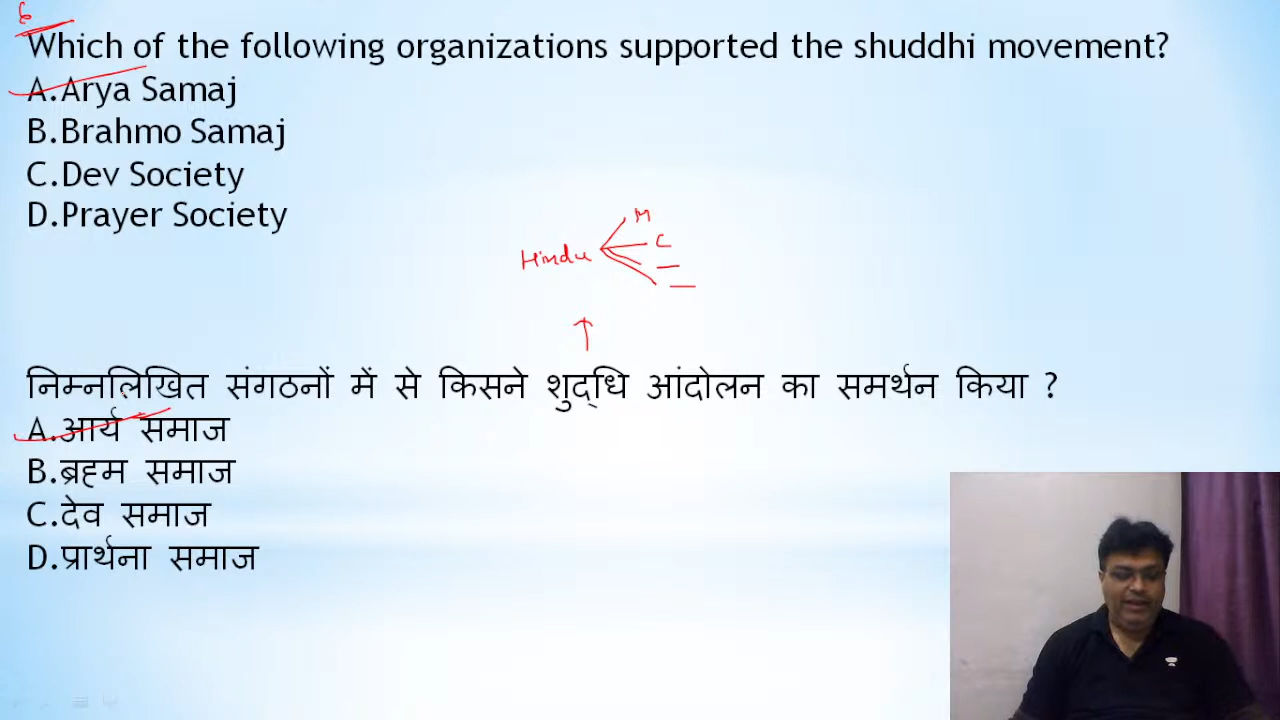 6
Which of the following organizations supported the shuddhi movement?
A.Arya Samaj
B.Brahmo Samaj
C.Dev Society
D.Prayer Society
M
C
Hindu
निम्नलिखित संगठनों में से किसने शुद्धि आंदोलन का समर्थन किया ?
A.आर्य समाज
B.ब्रह्म समाज
C.देव समाज
D.प्रार्थना समाज